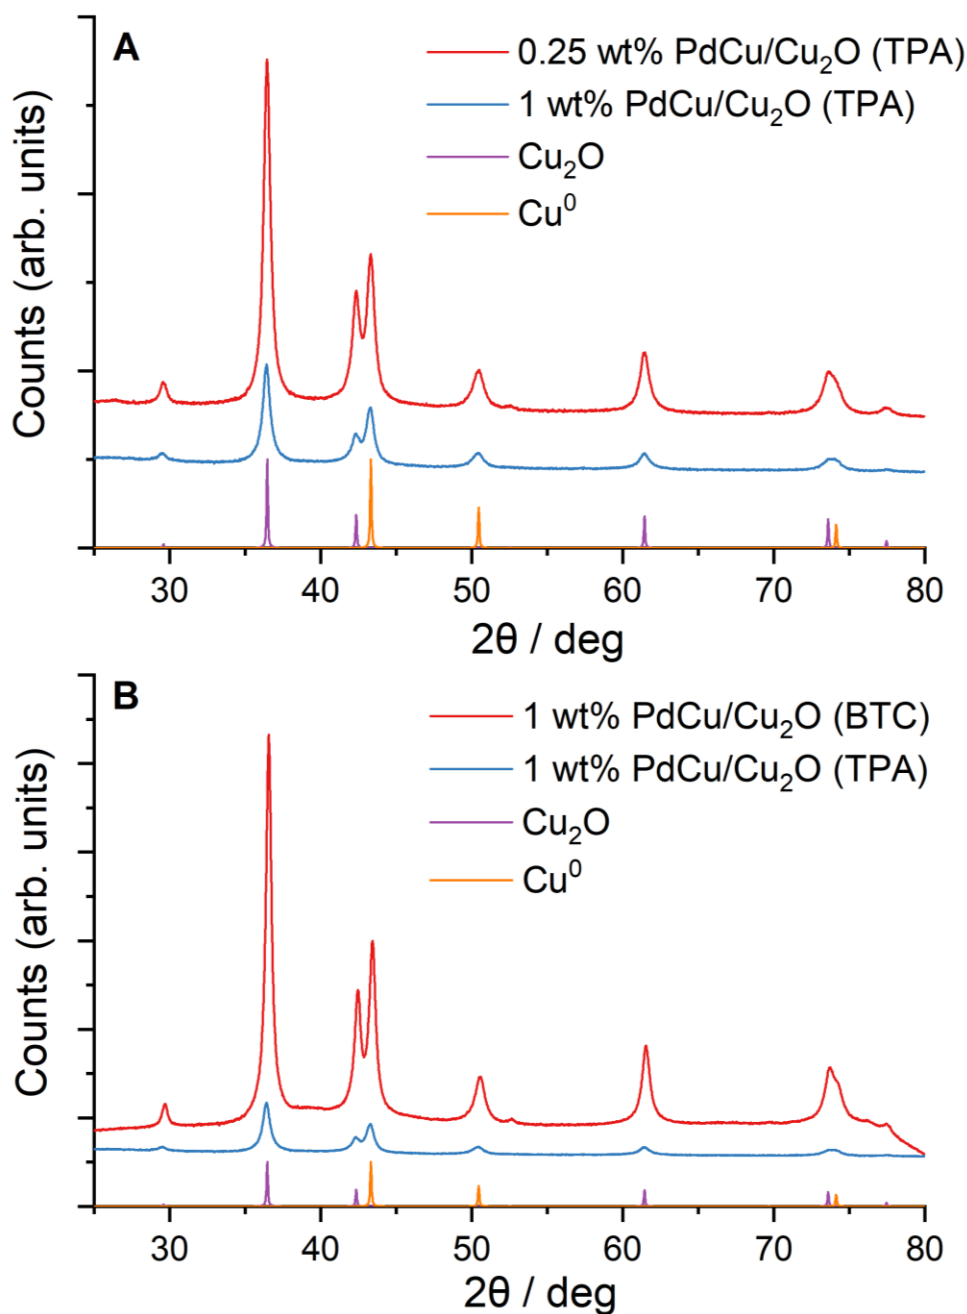 A
0.25 wt% PdCu/Cu₂O (TPA)
1 wt% PdCu/Cu₂O (TPA)
Cu₂O
Cu⁰
Counts (arb. units)
30 40 50 60 70 80
2θ / deg
B
1 wt% PdCu/Cu₂O (BTC)
1 wt% PdCu/Cu₂O (TPA)
Cu₂O
Cu⁰
Counts (arb. units)
30 40 50 60 70 80
2θ / deg